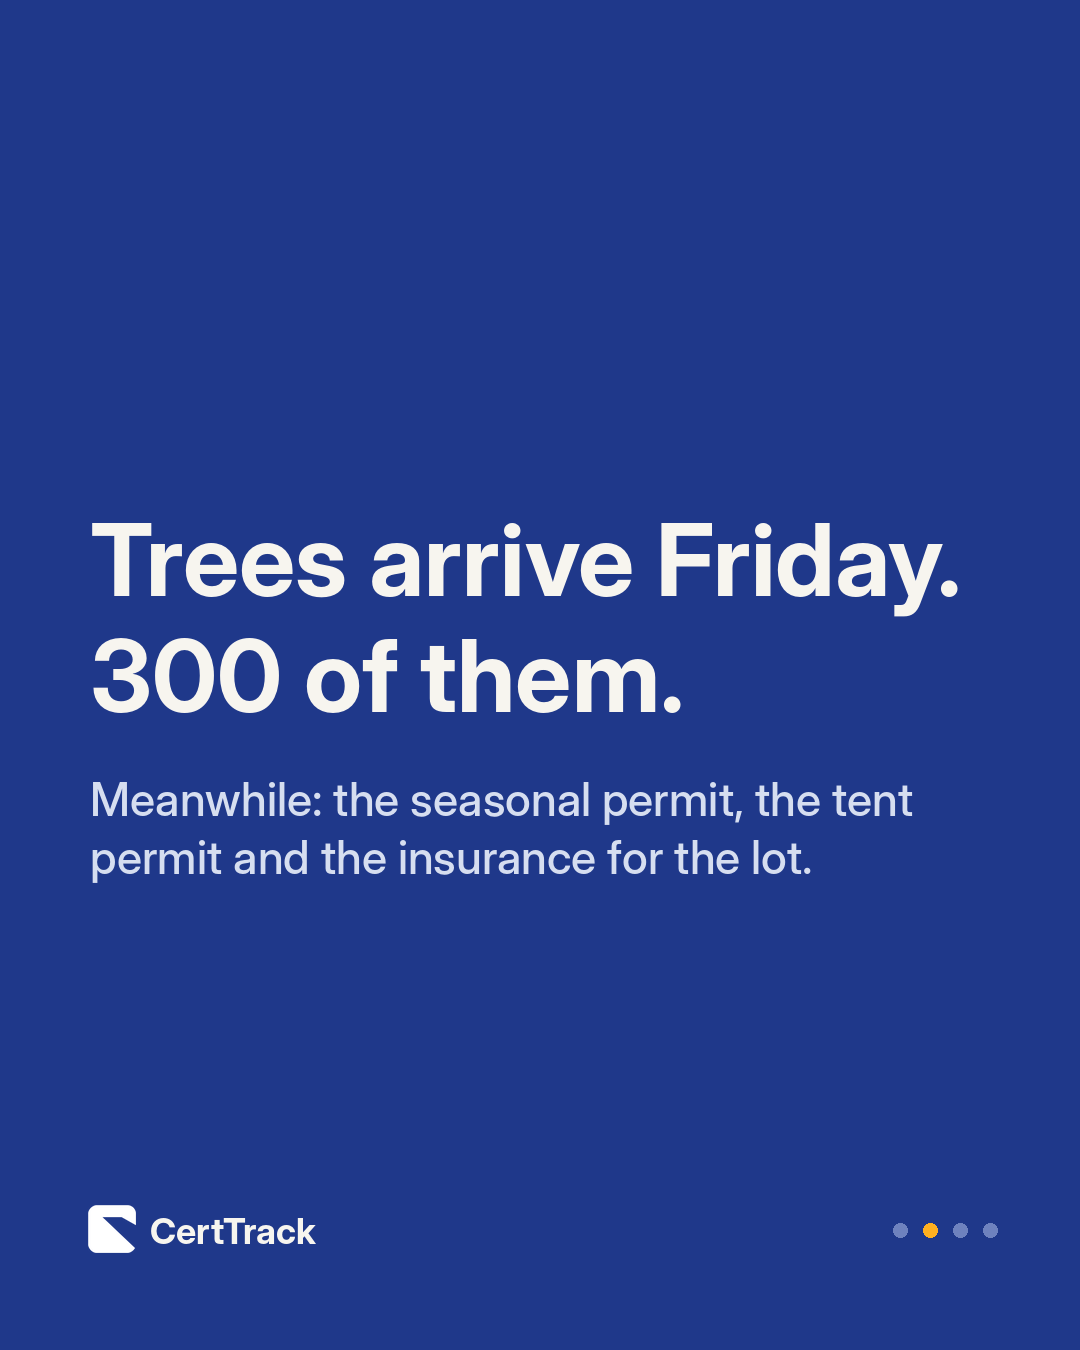 Trees arrive Friday.
300 of them.
Meanwhile: the seasonal permit, the tent
permit and the insurance for the lot.
CertTrack